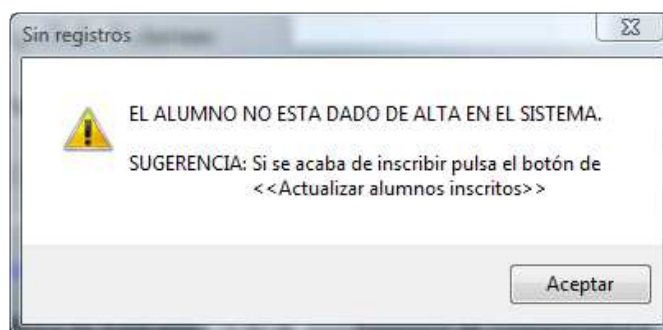 Sin registros
EL ALUMNO NO ESTA DADO DE ALTA EN EL SISTEMA.
SUGERENCIA: Si se acaba de inscribir pulsa el botón de
<<Actualizar alumnos inscritos>>
Aceptar